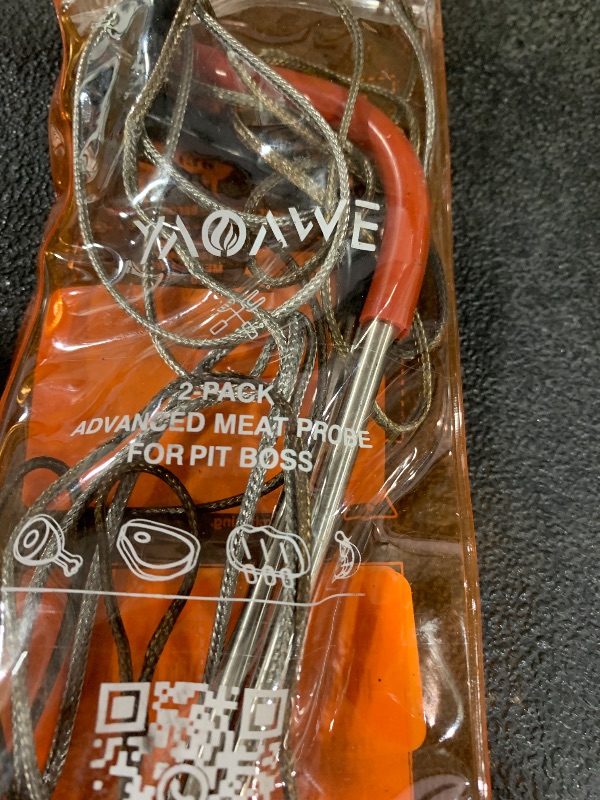 YAOAWE
2-PACK
ADVANCED MEAT PROBE
FOR PIT BOSS